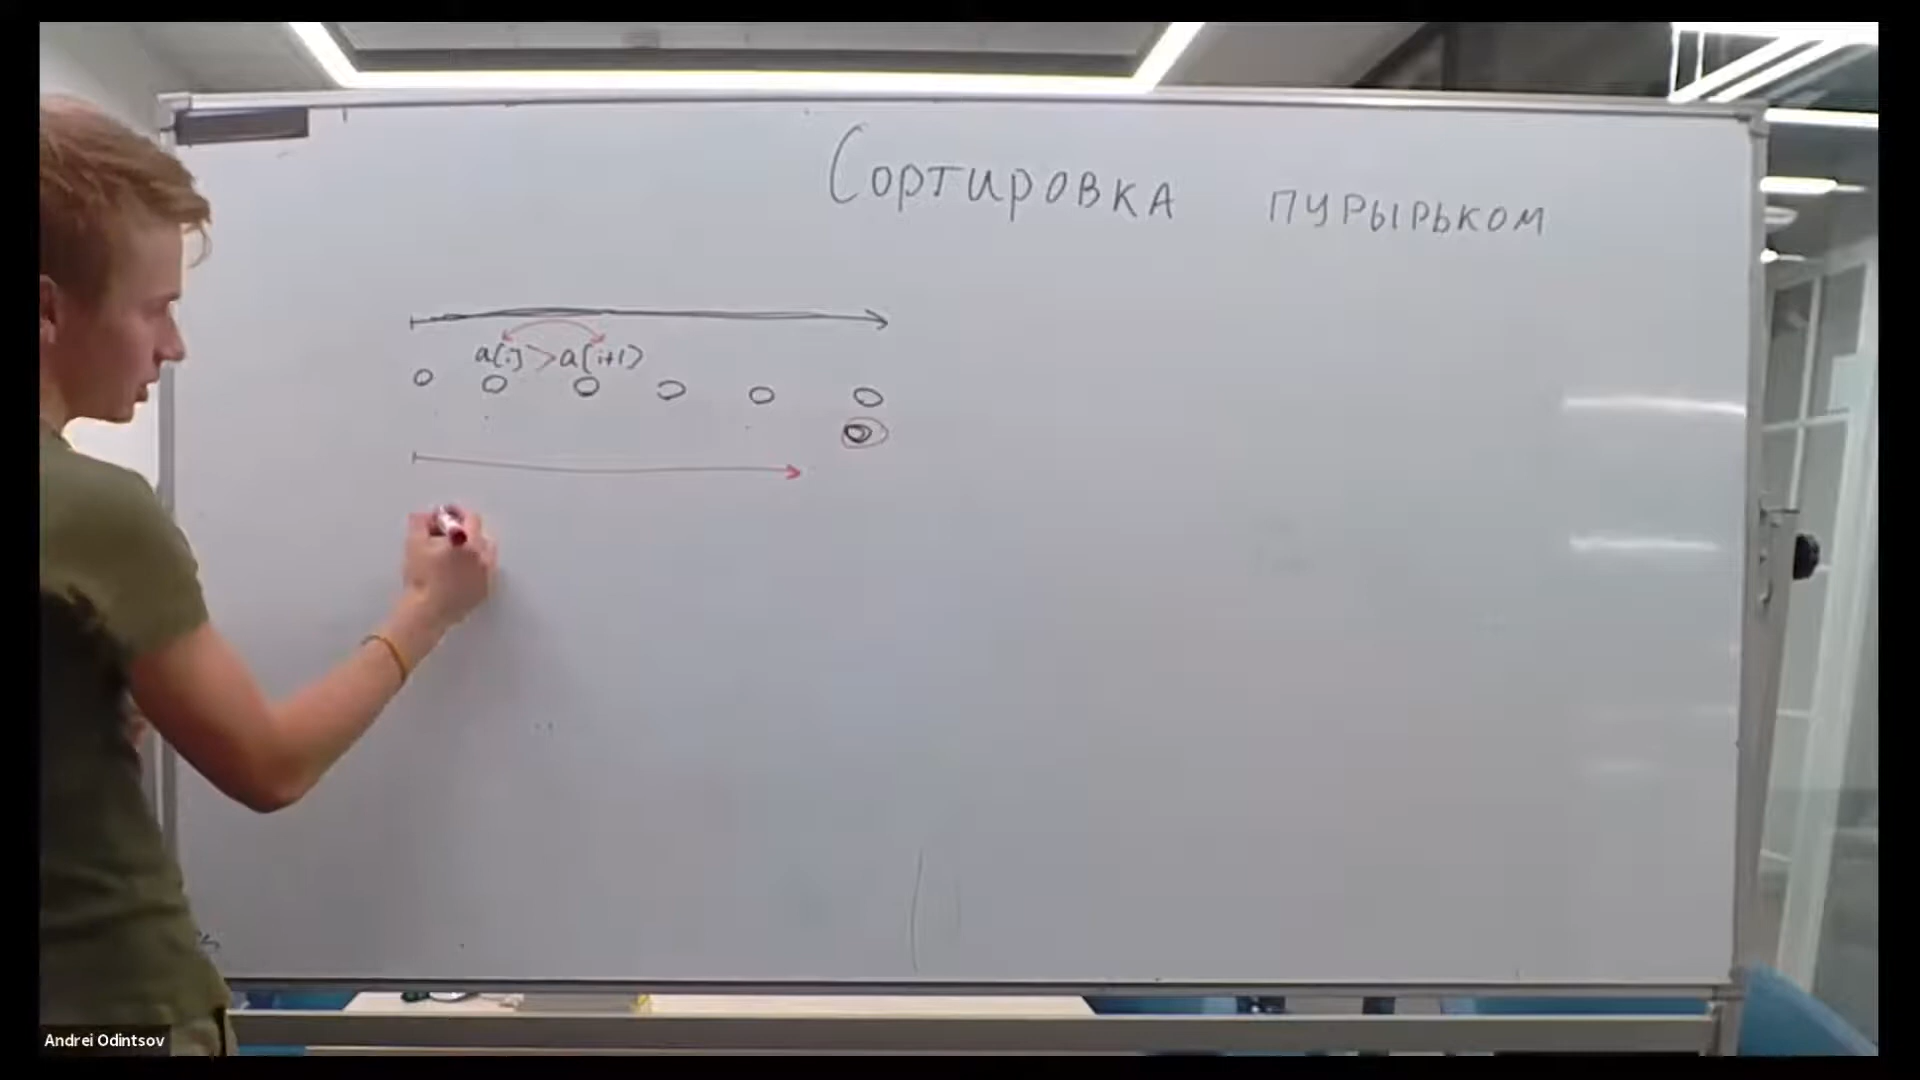 Сортировка пурырьком
a[i] > a[i+1]
Andrei Odintsov